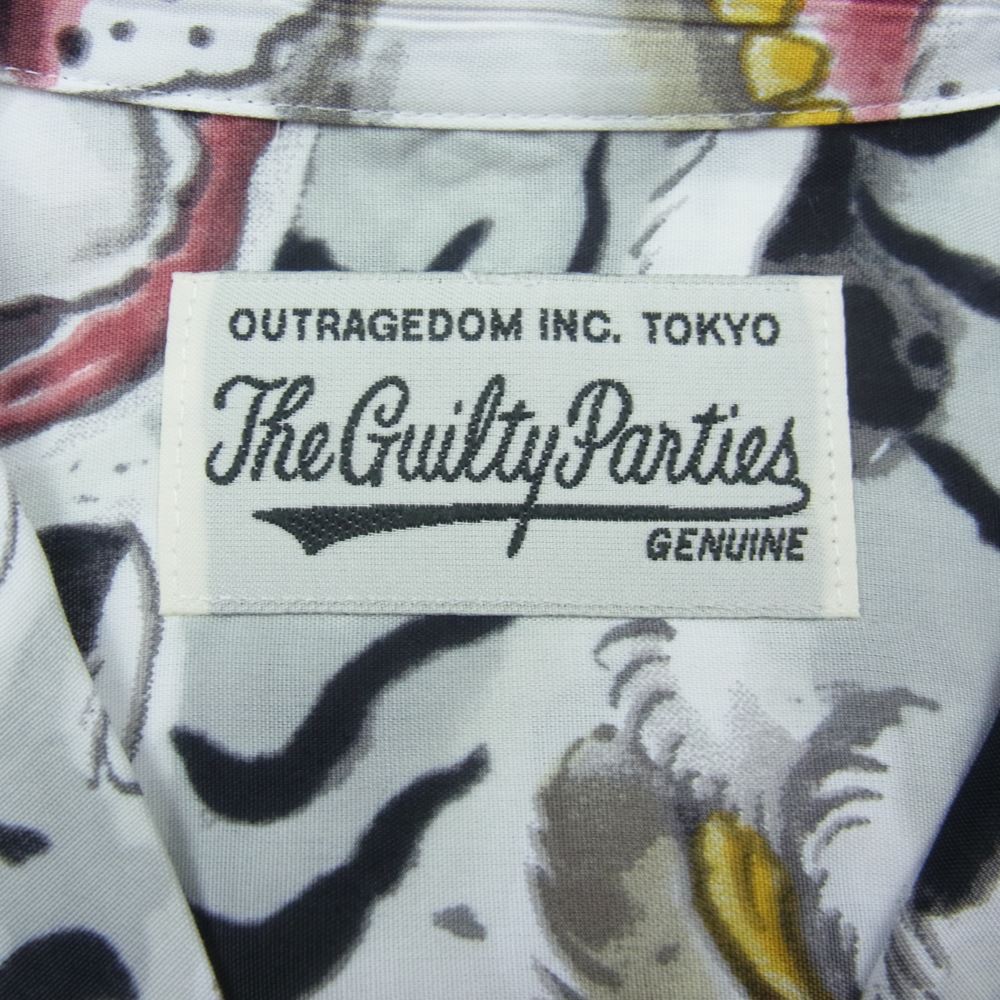 OUTRAGEDOM INC. TOKYO
The Guilty Parties
GENUINE